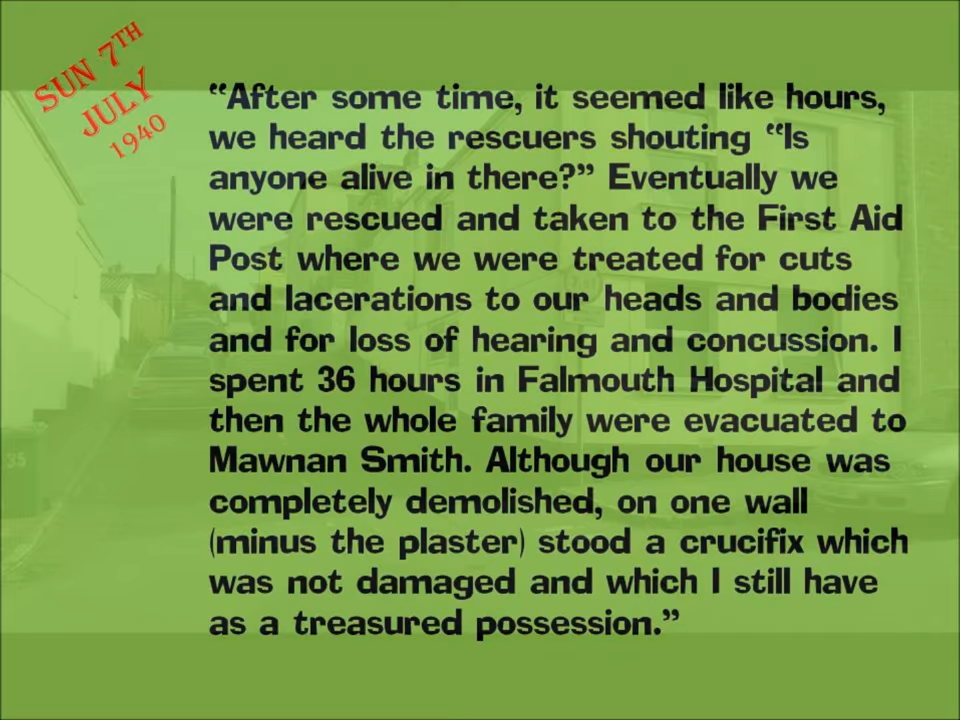 SUN 7TH
JULY
1940
“After some time, it seemed like hours,
we heard the rescuers shouting “Is
anyone alive in there?” Eventually we
were rescued and taken to the First Aid
Post where we were treated for cuts
and lacerations to our heads and bodies
and for loss of hearing and concussion. I
spent 36 hours in Falmouth Hospital and
then the whole family were evacuated to
Mawnan Smith. Although our house was
completely demolished, on one wall
(minus the plaster) stood a crucifix which
was not damaged and which I still have
as a treasured possession.”
35